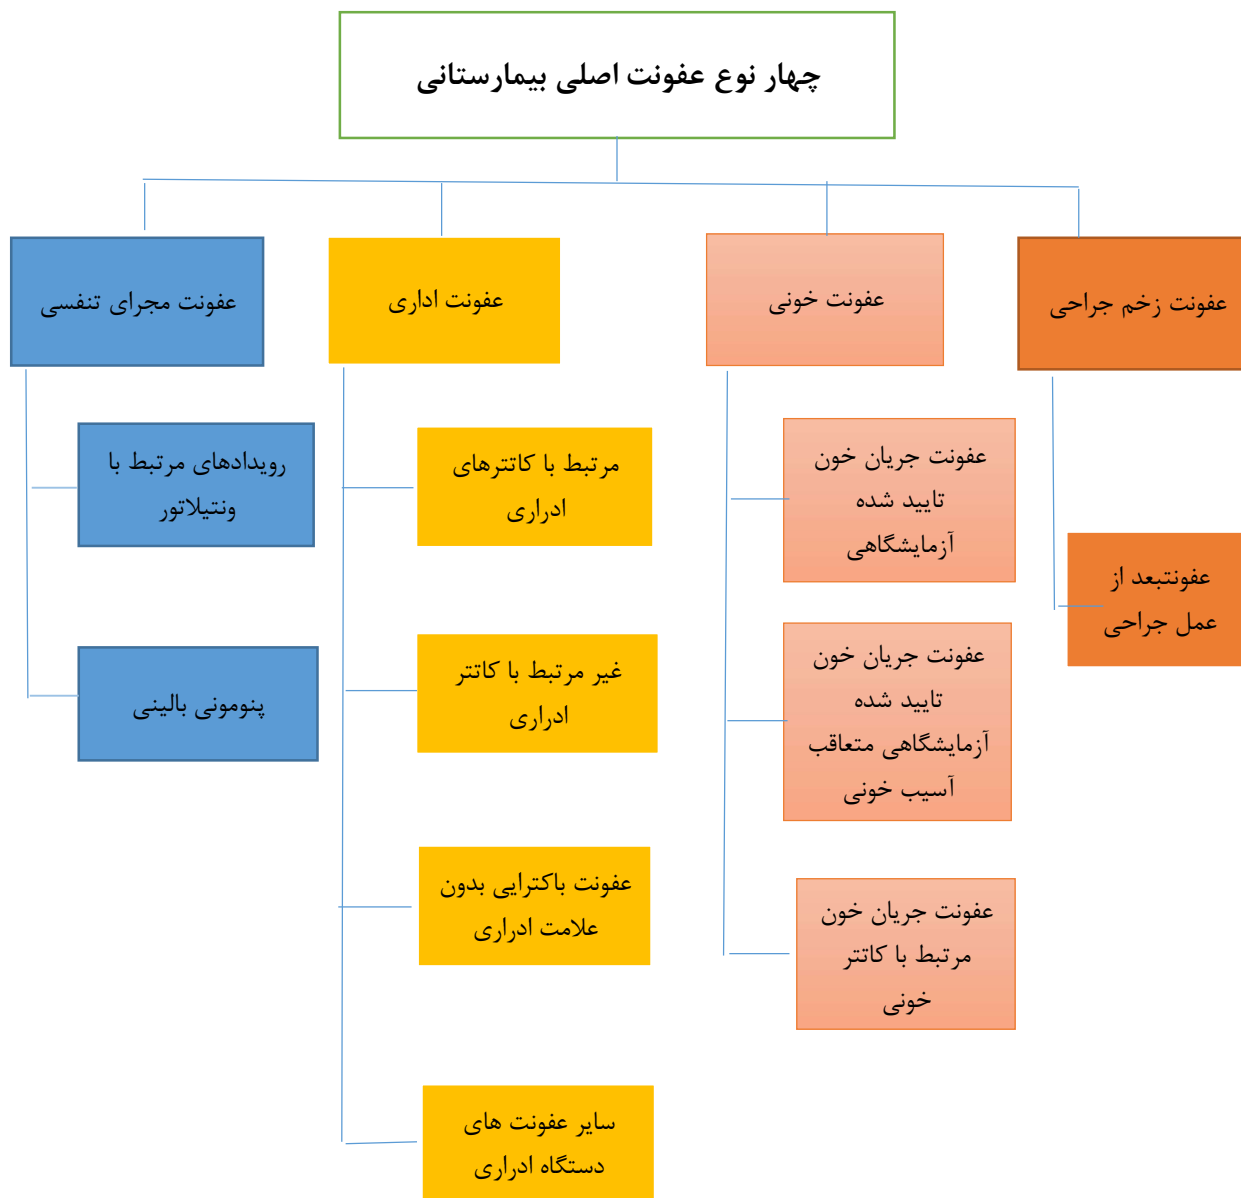 چهار نوع عفونت اصلی بیمارستانی
عفونت زخم جراحی
عفونت خونی
عفونت اداری
عفونت مجرای تنفسی
عفونتبعد از
عمل جراحی
عفونت جریان خون
تایید شده
آزمایشگاهی
عفونت جریان خون
تایید شده
آزمایشگاهی متعاقب
آسیب خونی
عفونت جریان خون
مرتبط با کاتتر
خونی
مرتبط با کاتترهای
ادراری
غیر مرتبط با کاتتر
ادراری
عفونت باکترایی بدون
علامت ادراری
سایر عفونت های
دستگاه ادراری
رویدادهای مرتبط با
ونتیلاتور
پنومونی بالینی